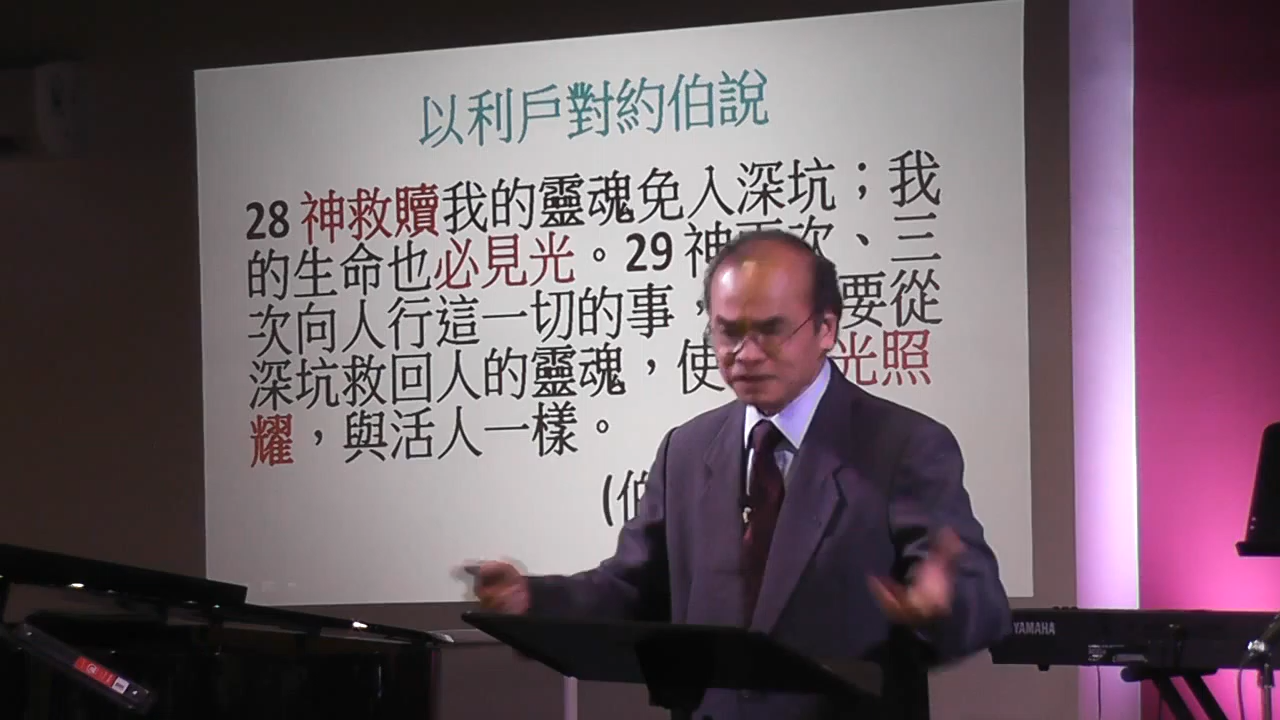 以利戶對約伯說
28 神救贖我的靈魂免入深坑；我
的生命也必見光。29 神兩次、三
次向人行這一切的事，要從
深坑救回人的靈魂，使光照
耀，與活人一樣。
(伯
YAMAHA